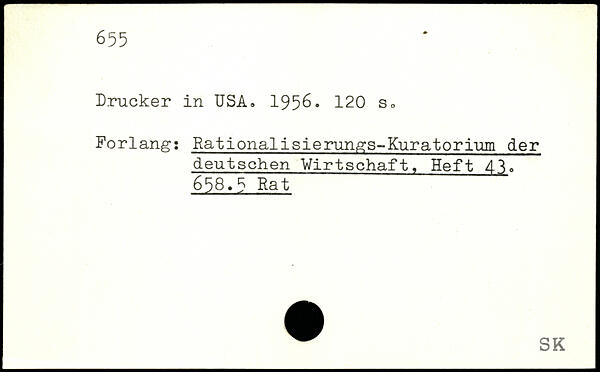 655
Drucker in USA. 1956. 120 s.
Forlang: Rationalisierungs-Kuratorium der
deutschen Wirtschaft, Heft 43.
658.5 Rat
SK